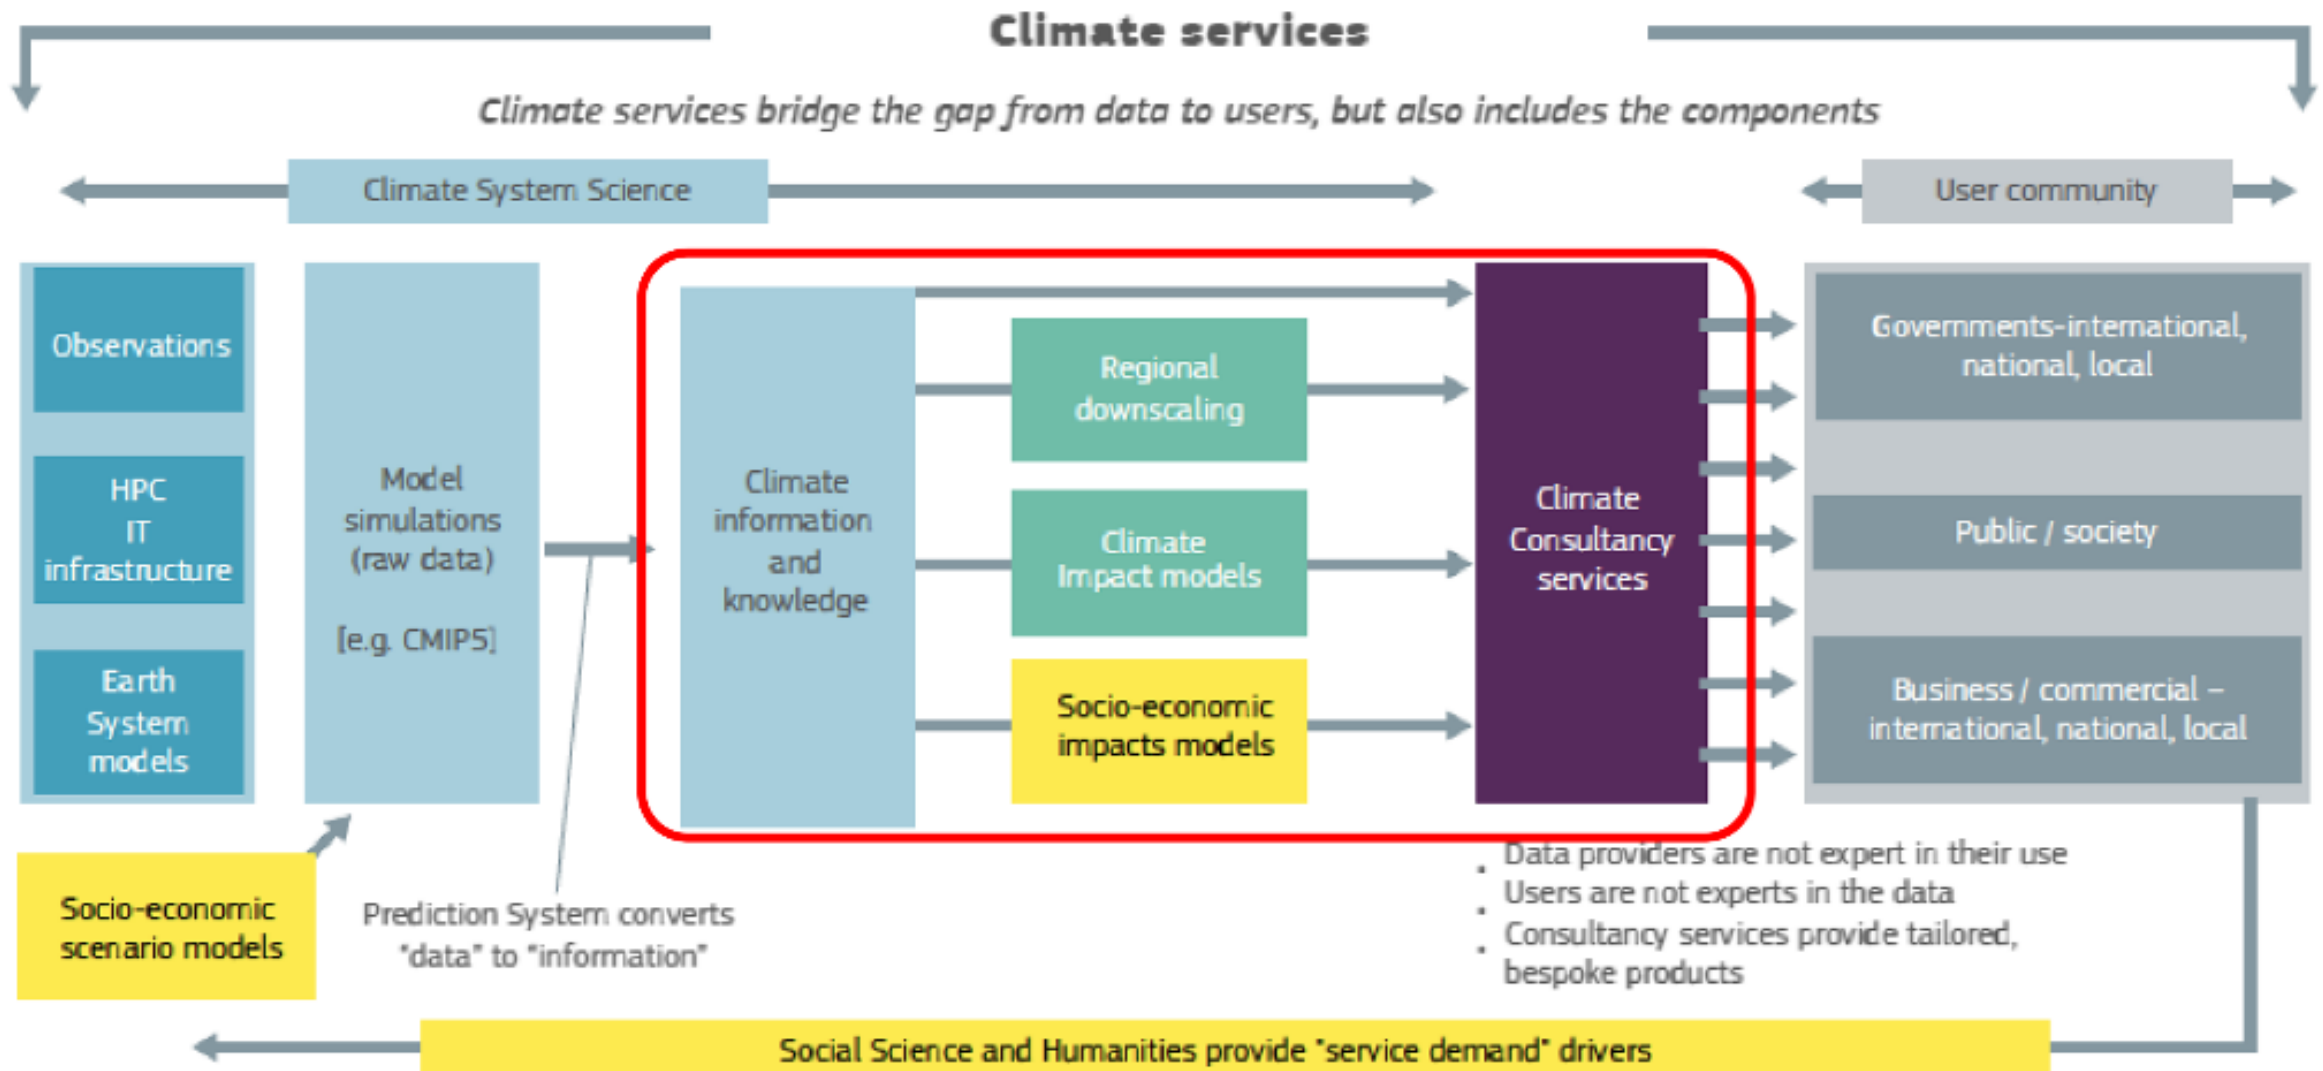 Climate services
Climate services bridge the gap from data to users, but also includes the components
Climate System Science
User community
Observations
HPC
IT
infrastructure
Earth
System
models
Model
simulations
(raw data)
[e.g. CMIP5]
Climate
information
and
knowledge
Regional
downscaling
Climate
Impact models
Socio-economic
impacts models
Climate
Consultancy
services
Governments-international,
national, local
Public / society
Business / commercial –
international, national, local
Socio-economic
scenario models
Prediction System converts
"data" to "information"
. Data providers are not expert in their use
. Users are not experts in the data
. Consultancy services provide tailored,
bespoke products
Social Science and Humanities provide "service demand" drivers